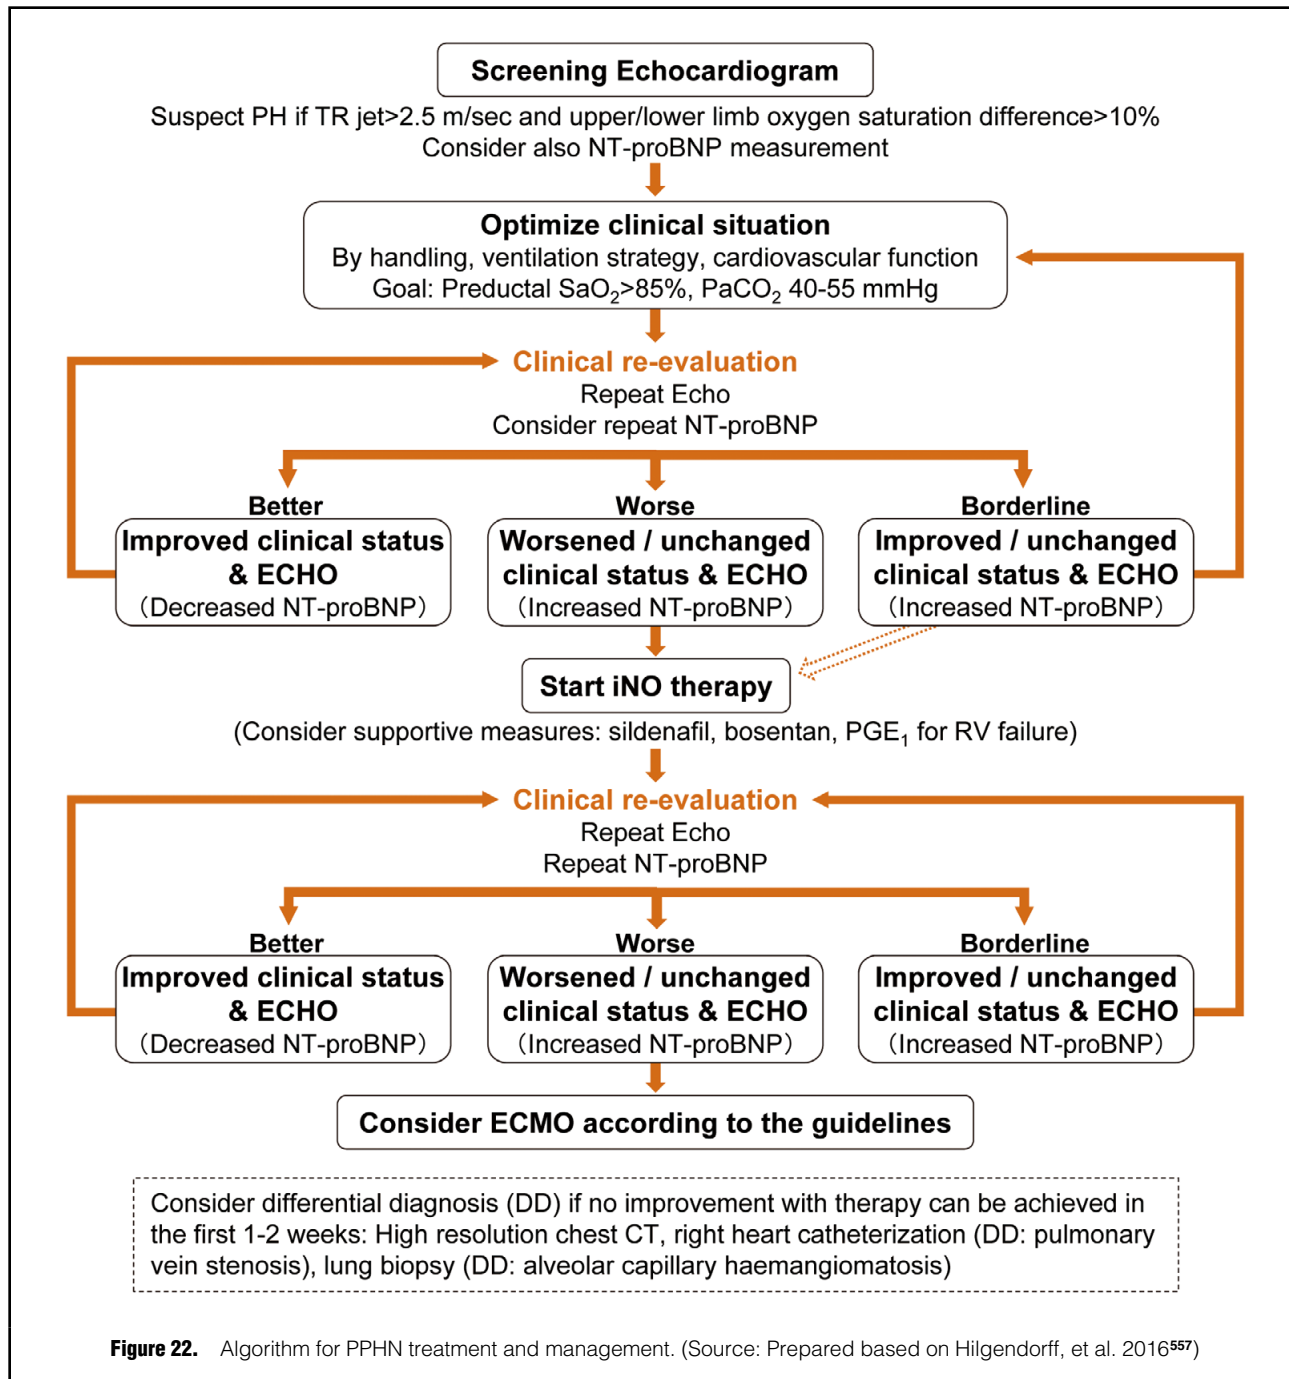 Screening Echocardiogram
Suspect PH if TR jet>2.5 m/sec and upper/lower limb oxygen saturation difference>10%
Consider also NT-proBNP measurement
Optimize clinical situation
By handling, ventilation strategy, cardiovascular function
Goal: Preductal SaO₂>85%, PaCO₂ 40-55 mmHg
Clinical re-evaluation
Repeat Echo
Consider repeat NT-proBNP
Better
Improved clinical status
& ECHO
(Decreased NT-proBNP)
Worse
Worsened / unchanged
clinical status & ECHO
(Increased NT-proBNP)
Borderline
Improved / unchanged
clinical status & ECHO
(Increased NT-proBNP)
Start iNO therapy
(Consider supportive measures: sildenafil, bosentan, PGE₁ for RV failure)
Clinical re-evaluation
Repeat Echo
Repeat NT-proBNP
Better
Improved clinical status
& ECHO
(Decreased NT-proBNP)
Worse
Worsened / unchanged
clinical status & ECHO
(Increased NT-proBNP)
Borderline
Improved / unchanged
clinical status & ECHO
(Increased NT-proBNP)
Consider ECMO according to the guidelines
Consider differential diagnosis (DD) if no improvement with therapy can be achieved in
the first 1-2 weeks: High resolution chest CT, right heart catheterization (DD: pulmonary
vein stenosis), lung biopsy (DD: alveolar capillary haemangiomatosis)
Figure 22. Algorithm for PPHN treatment and management. (Source: Prepared based on Hilgendorff, et al. 2016⁵⁵⁷)